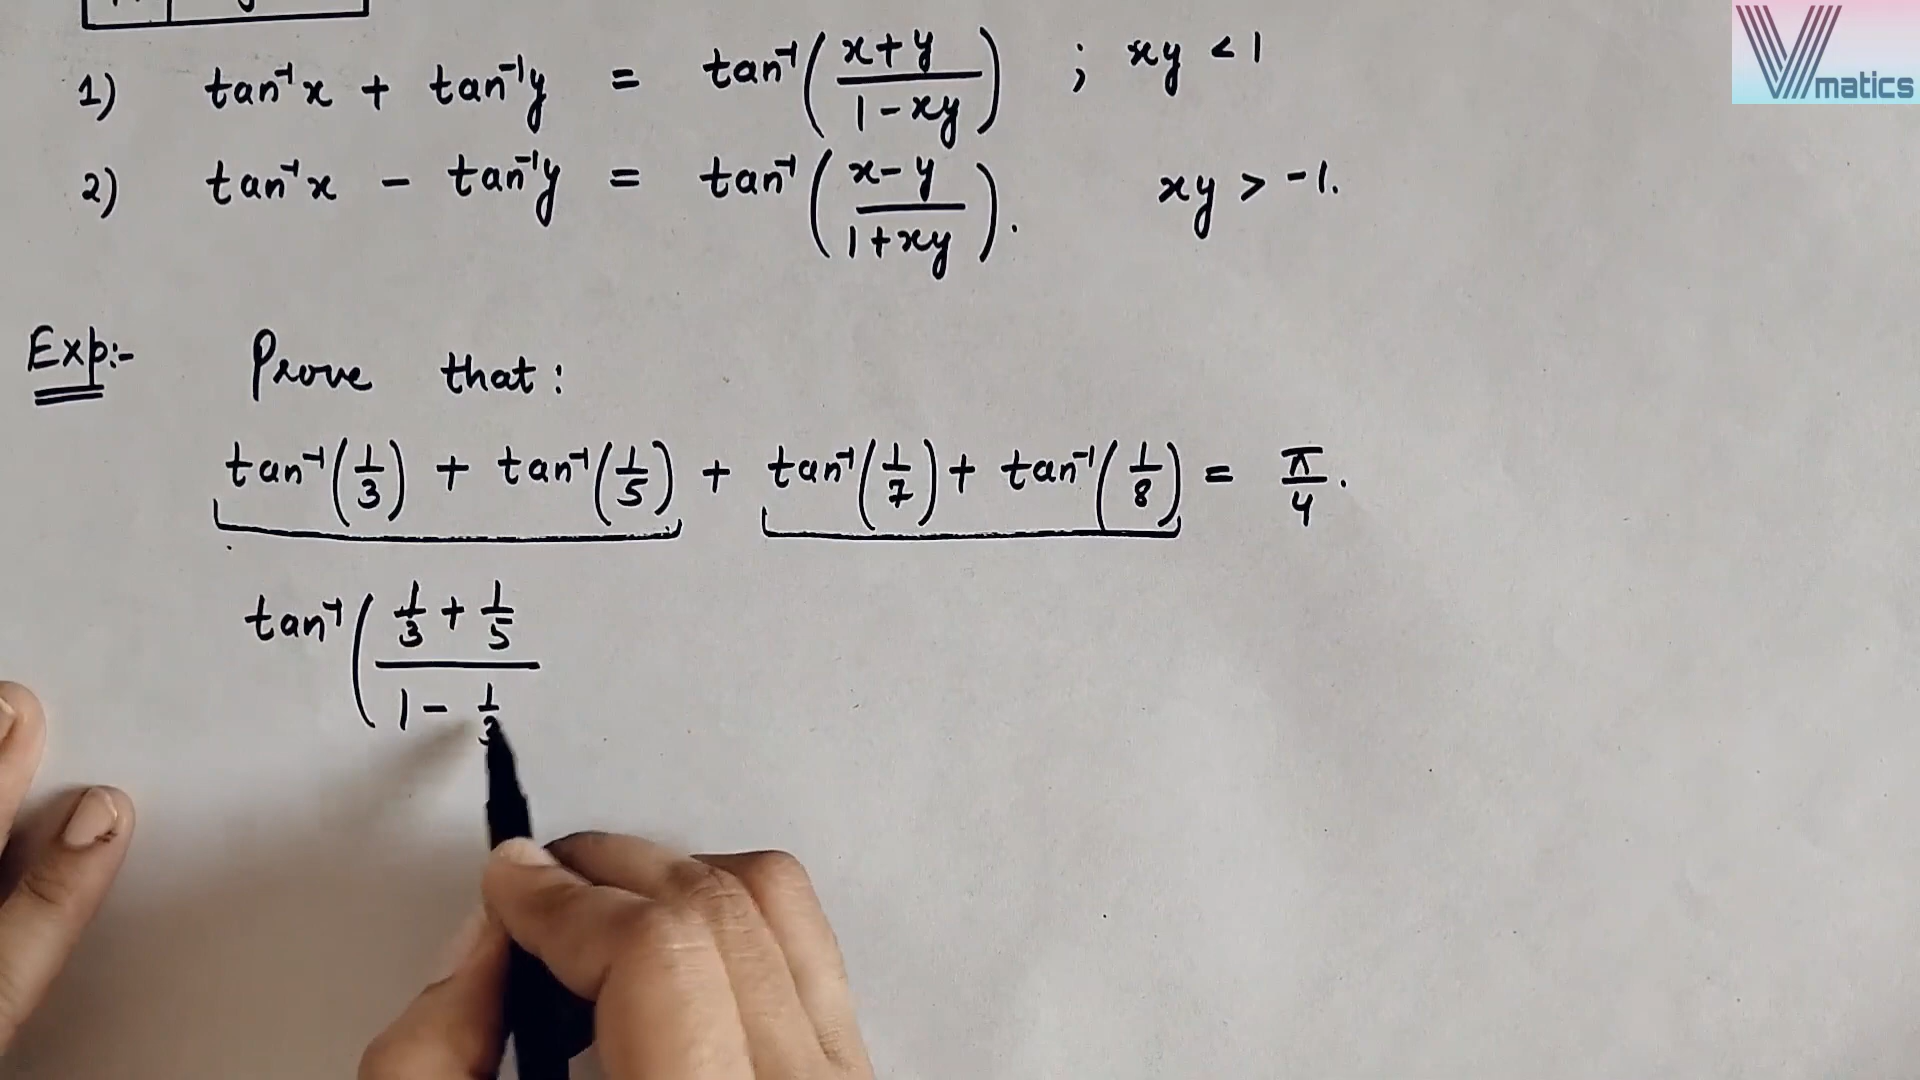 1) tan⁻¹x + tan⁻¹y = tan⁻¹((x+y)/(1-xy)) ; xy < 1
2) tan⁻¹x - tan⁻¹y = tan⁻¹((x-y)/(1+xy)). xy > -1.
Exp:- Prove that:
tan⁻¹(1/3) + tan⁻¹(1/5) + tan⁻¹(1/7) + tan⁻¹(1/8) = π/4.
tan⁻¹((1/3 + 1/5)/(1 - 1/3
Vmatics